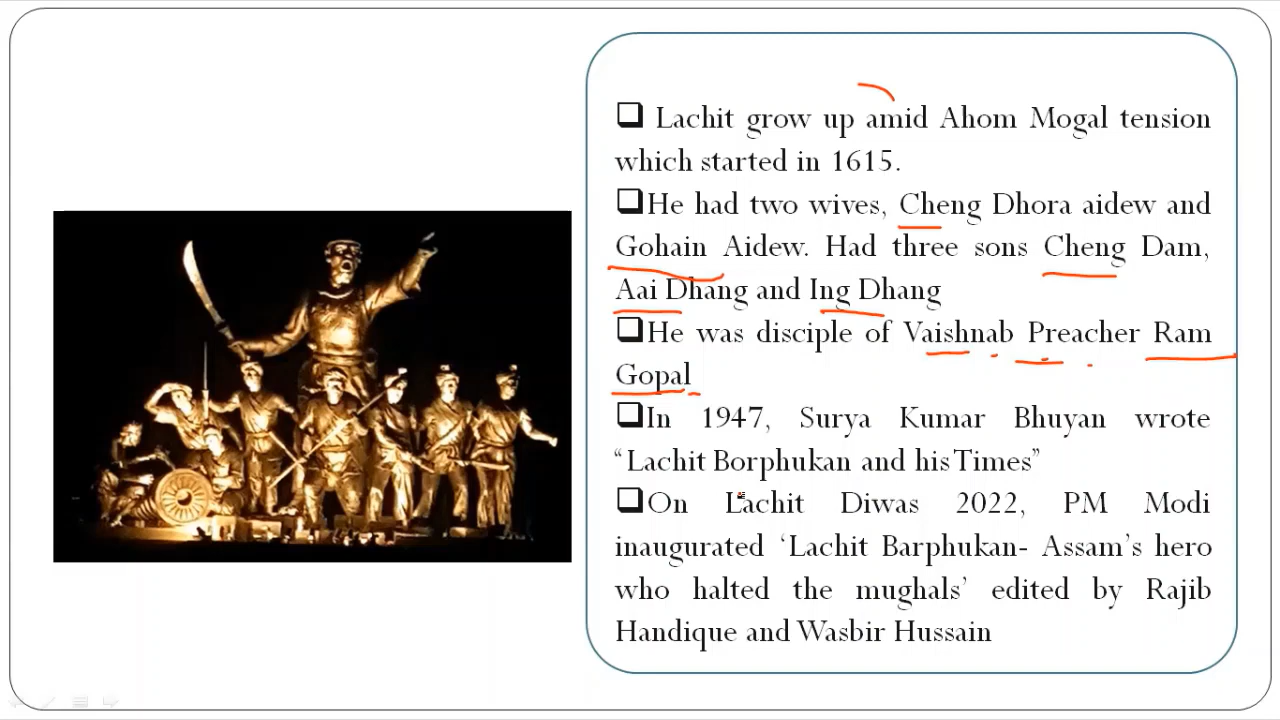 ❑ Lachit grow up amid Ahom Mogal tension
which started in 1615.
❑He had two wives, Cheng Dhora aidew and
Gohain Aidew. Had three sons Cheng Dam,
Aai Dhang and Ing Dhang
❑He was disciple of Vaishnab Preacher Ram
Gopal
❑In 1947, Surya Kumar Bhuyan wrote
“Lachit Borphukan and his Times”
❑On Lachit Diwas 2022, PM Modi
inaugurated ‘Lachit Barphukan- Assam’s hero
who halted the mughals’ edited by Rajib
Handique and Wasbir Hussain